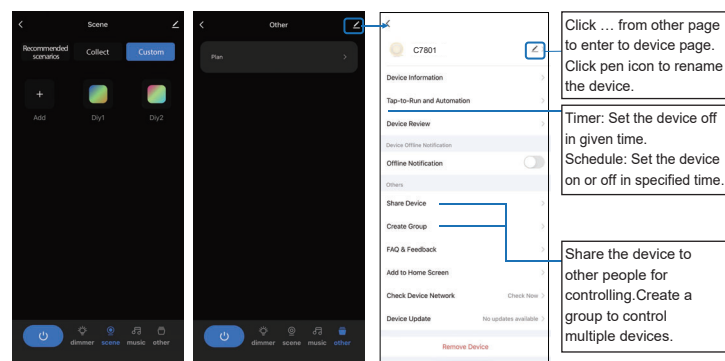 Scene
Recommended
scenarios
Collect
Custom
Add
Diy1
Diy2
dimmer
scene
music
other
Other
Plan
dimmer
scene
music
other
C7801
Device Information
Tap-to-Run and Automation
Device Review
Device Offline Notification
Offline Notification
Others
Share Device
Create Group
FAQ & Feedback
Add to Home Screen
Check Device Network
Check Now
Device Update
No updates available
Remove Device
Click ... from other page
to enter to device page.
Click pen icon to rename
the device.
Timer: Set the device off
in given time.
Schedule: Set the device
on or off in specified time.
Share the device to
other people for
controlling.Create a
group to control
multiple devices.